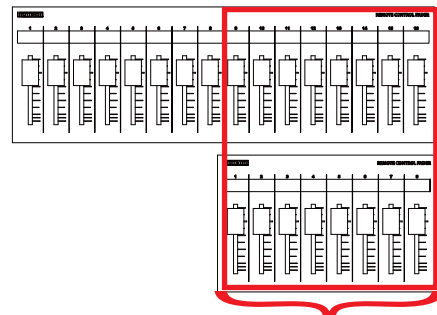 REMOTE CONTROL FADER
1 2 3 4 5 6 7 8 9 10 11 12 13 14 15 16
REMOTE CONTROL FADER
1 2 3 4 5 6 7 8